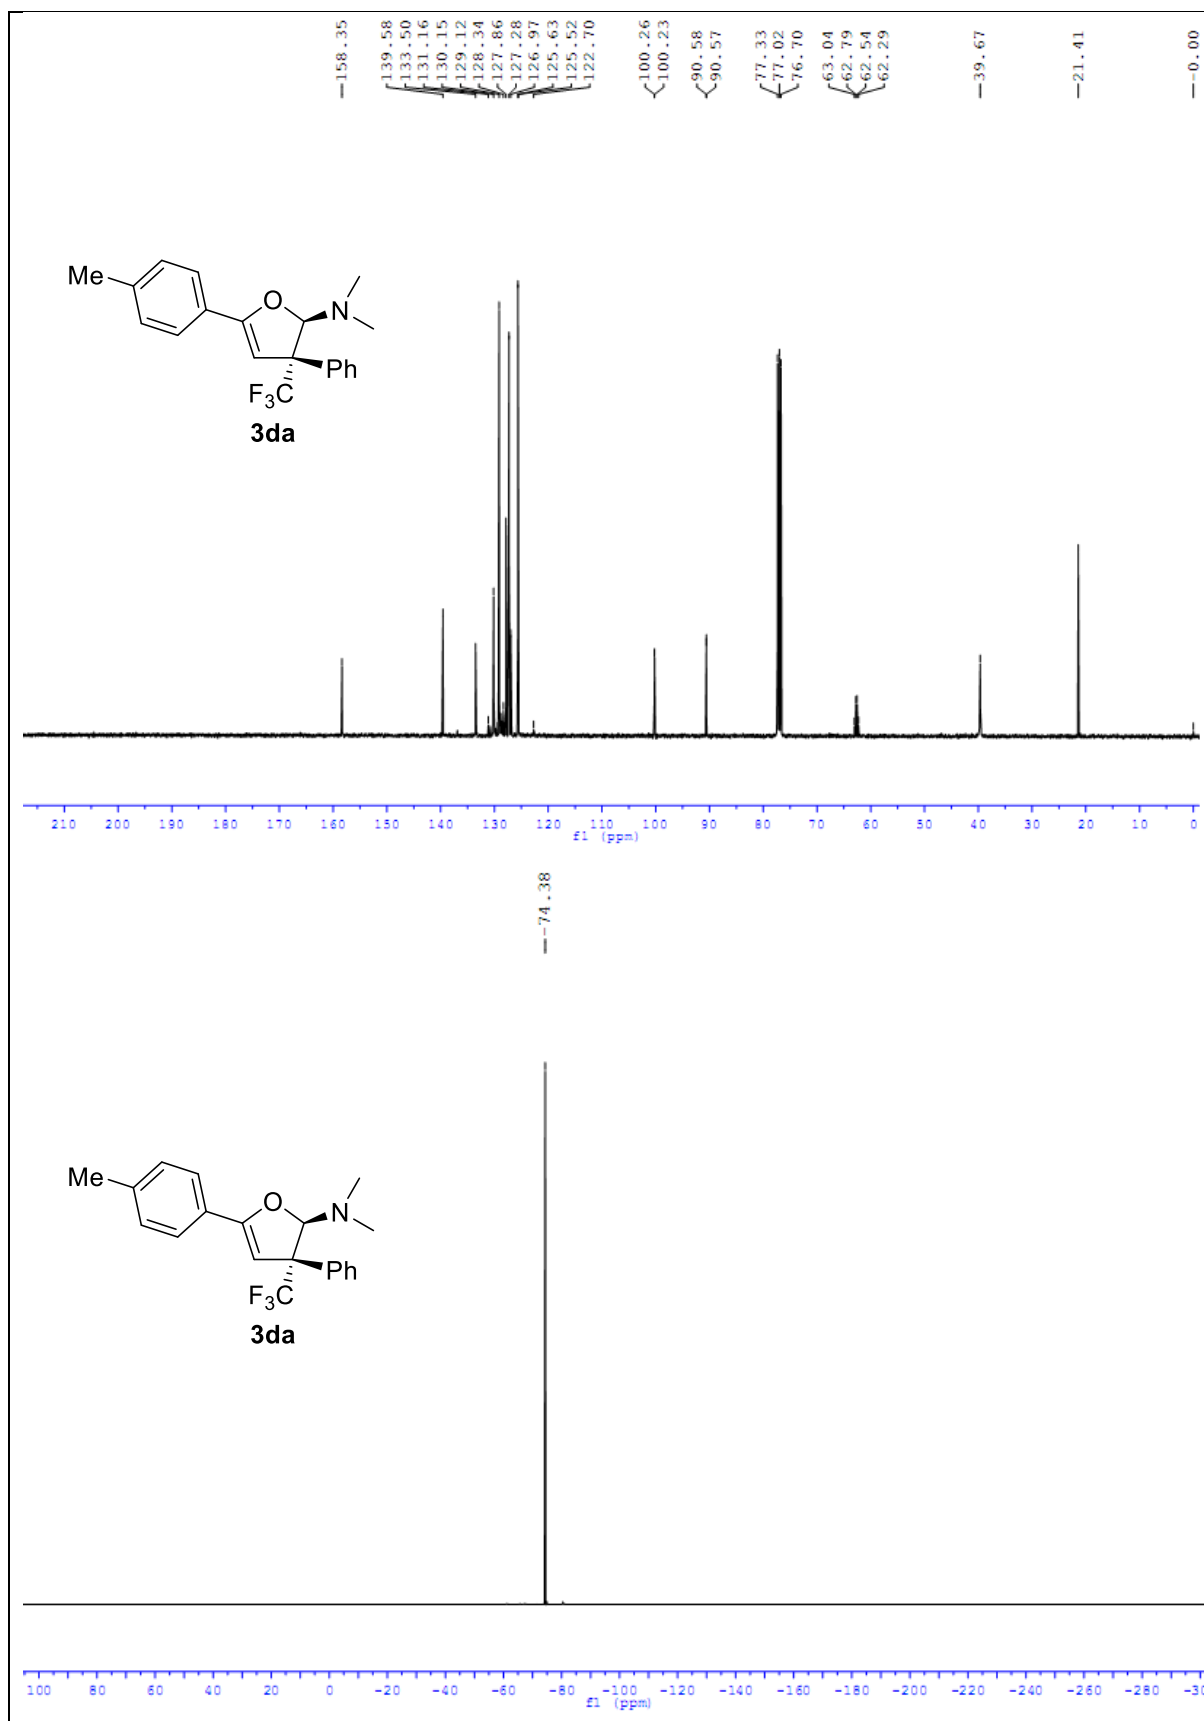 —158.35
139.58
133.50
131.16
130.15
129.12
128.34
127.86
127.28
126.97
125.63
125.52
122.70
100.26
100.23
90.58
90.57
77.33
77.02
76.70
63.04
62.79
62.54
62.29
—39.67
—21.41
—-0.00
Me
O
N
Ph
F3C
3da
210 200 190 180 170 160 150 140 130 120 110 100 90 80 70 60 50 40 30 20 10 0
f1 (ppm)
—-74.38
Me
O
N
Ph
F3C
3da
100 80 60 40 20 0 -20 -40 -60 -80 -100 -120 -140 -160 -180 -200 -220 -240 -260 -280 -30
f1 (ppm)